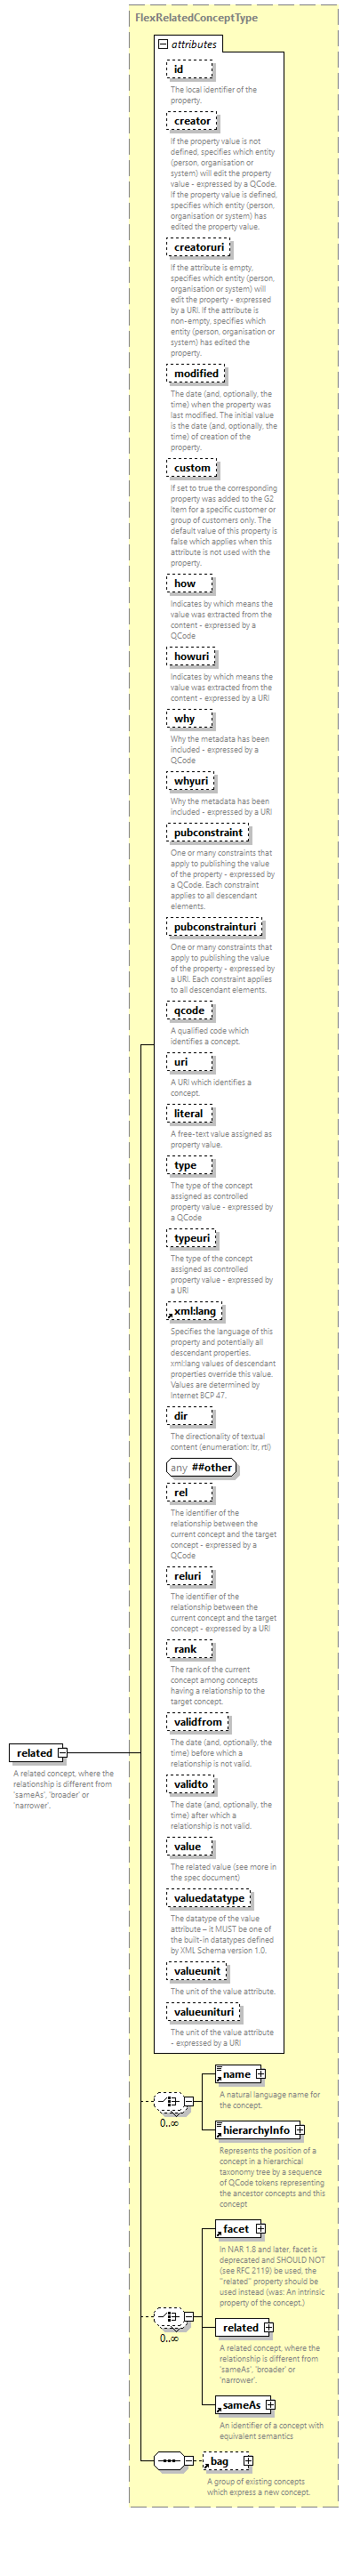 FlexRelatedConceptType
attributes
id
The local identifier of the
property.
creator
If the property value is not
defined, specifies which entity
(person, organisation or
system) will edit the property
value - expressed by a QCode.
If the property value is defined,
specifies which entity (person,
organisation or system) has
edited the property value.
creatoruri
If the attribute is empty,
specifies which entity (person,
organisation or system) will
edit the property - expressed
by a URI. If the attribute is
non-empty, specifies which
entity (person, organisation or
system) has edited the
property.
modified
The date (and, optionally, the
time) when the property was
last modified. The initial value
is the date (and, optionally, the
time) of creation of the
property.
custom
If set to true the corresponding
property was added to the G2
Item for a specific customer or
group of customers only. The
default value of this property is
false which applies when this
attribute is not used with the
property.
how
Indicates by which means the
value was extracted from the
content - expressed by a
QCode
howuri
Indicates by which means the
value was extracted from the
content - expressed by a URI
why
Why the metadata has been
included - expressed by a
QCode
whyuri
Why the metadata has been
included - expressed by a URI
pubconstraint
One or many constraints that
apply to publishing the value
of the property - expressed by
a QCode. Each constraint
applies to all descendant
elements.
pubconstrainturi
One or many constraints that
apply to publishing the value
of the property - expressed by
a URI. Each constraint applies
to all descendant elements.
qcode
A qualified code which
identifies a concept.
uri
A URI which identifies a
concept.
literal
A free-text value assigned as
property value.
type
The type of the concept
assigned as controlled
property value - expressed by
a QCode
typeuri
The type of the concept
assigned as controlled
property value - expressed by
a URI
xml:lang
Specifies the language of this
property and potentially all
descendant properties.
xml:lang values of descendant
properties override this value.
Values are determined by
Internet BCP 47.
dir
The directionality of textual
content (enumeration: ltr, rtl)
any ##other
rel
The identifier of the
relationship between the
current concept and the target
concept - expressed by a
QCode
reluri
The identifier of the
relationship between the
current concept and the target
concept - expressed by a URI
rank
The rank of the current
concept among concepts
having a relationship to the
target concept.
validfrom
The date (and, optionally, the
time) before which a
relationship is not valid.
related
A related concept, where the
relationship is different from
'sameAs', 'broader' or
'narrower'.
validto
The date (and, optionally, the
time) after which a
relationship is not valid.
value
The related value (see more in
the spec document)
valuedatatype
The datatype of the value
attribute – it MUST be one of
the built-in datatypes defined
by XML Schema version 1.0.
valueunit
The unit of the value attribute.
valueunituri
The unit of the value attribute
- expressed by a URI
name
A natural language name for
the concept.
0..∞
hierarchyInfo
Represents the position of a
concept in a hierarchical
taxonomy tree by a sequence
of QCode tokens representing
the ancestor concepts and this
concept
facet
In NAR 1.8 and later, facet is
deprecated and SHOULD NOT
(see RFC 2119) be used, the
"related" property should be
used instead (was: An intrinsic
property of the concept.)
related
0..∞
A related concept, where the
relationship is different from
'sameAs', 'broader' or
'narrower'.
sameAs
An identifier of a concept with
equivalent semantics
bag
A group of existing concepts
which express a new concept.